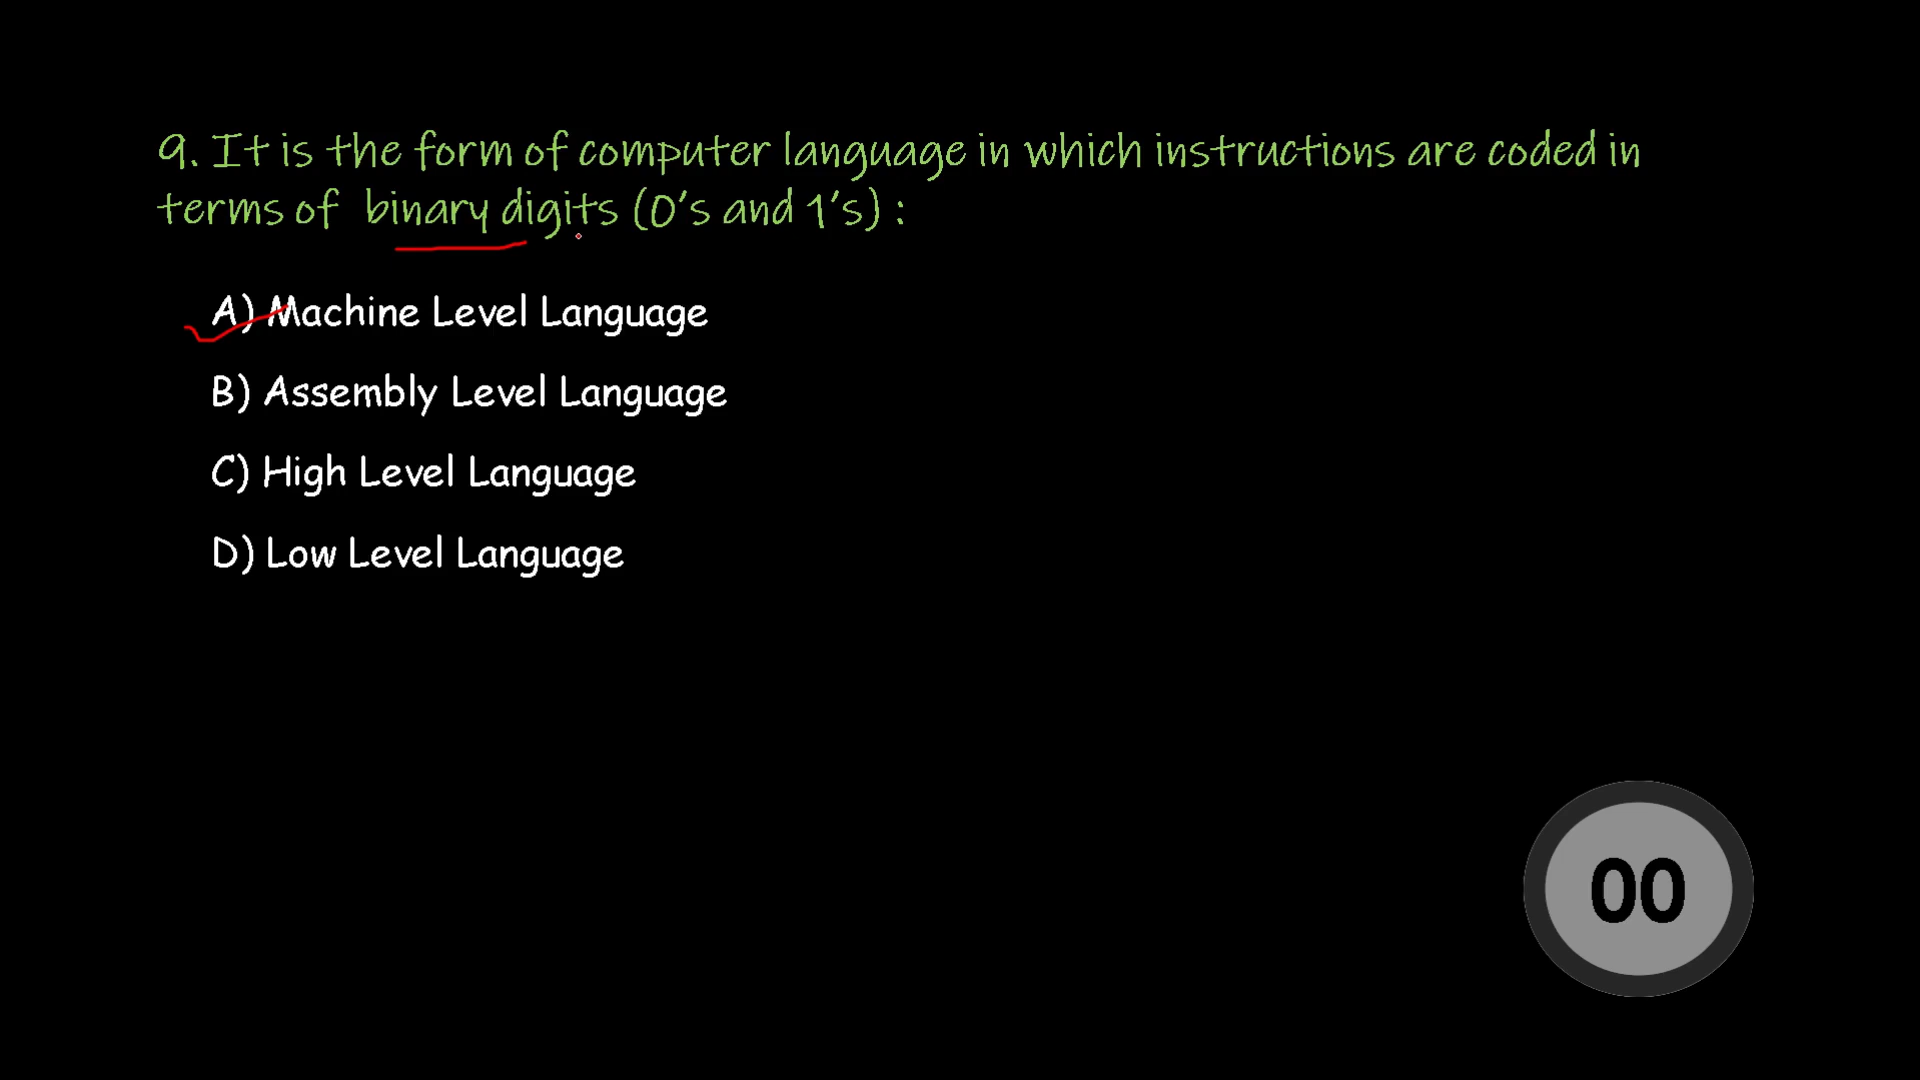 9. It is the form of computer language in which instructions are coded in
terms of binary digits (0's and 1's) :
A) Machine Level Language
B) Assembly Level Language
C) High Level Language
D) Low Level Language
00